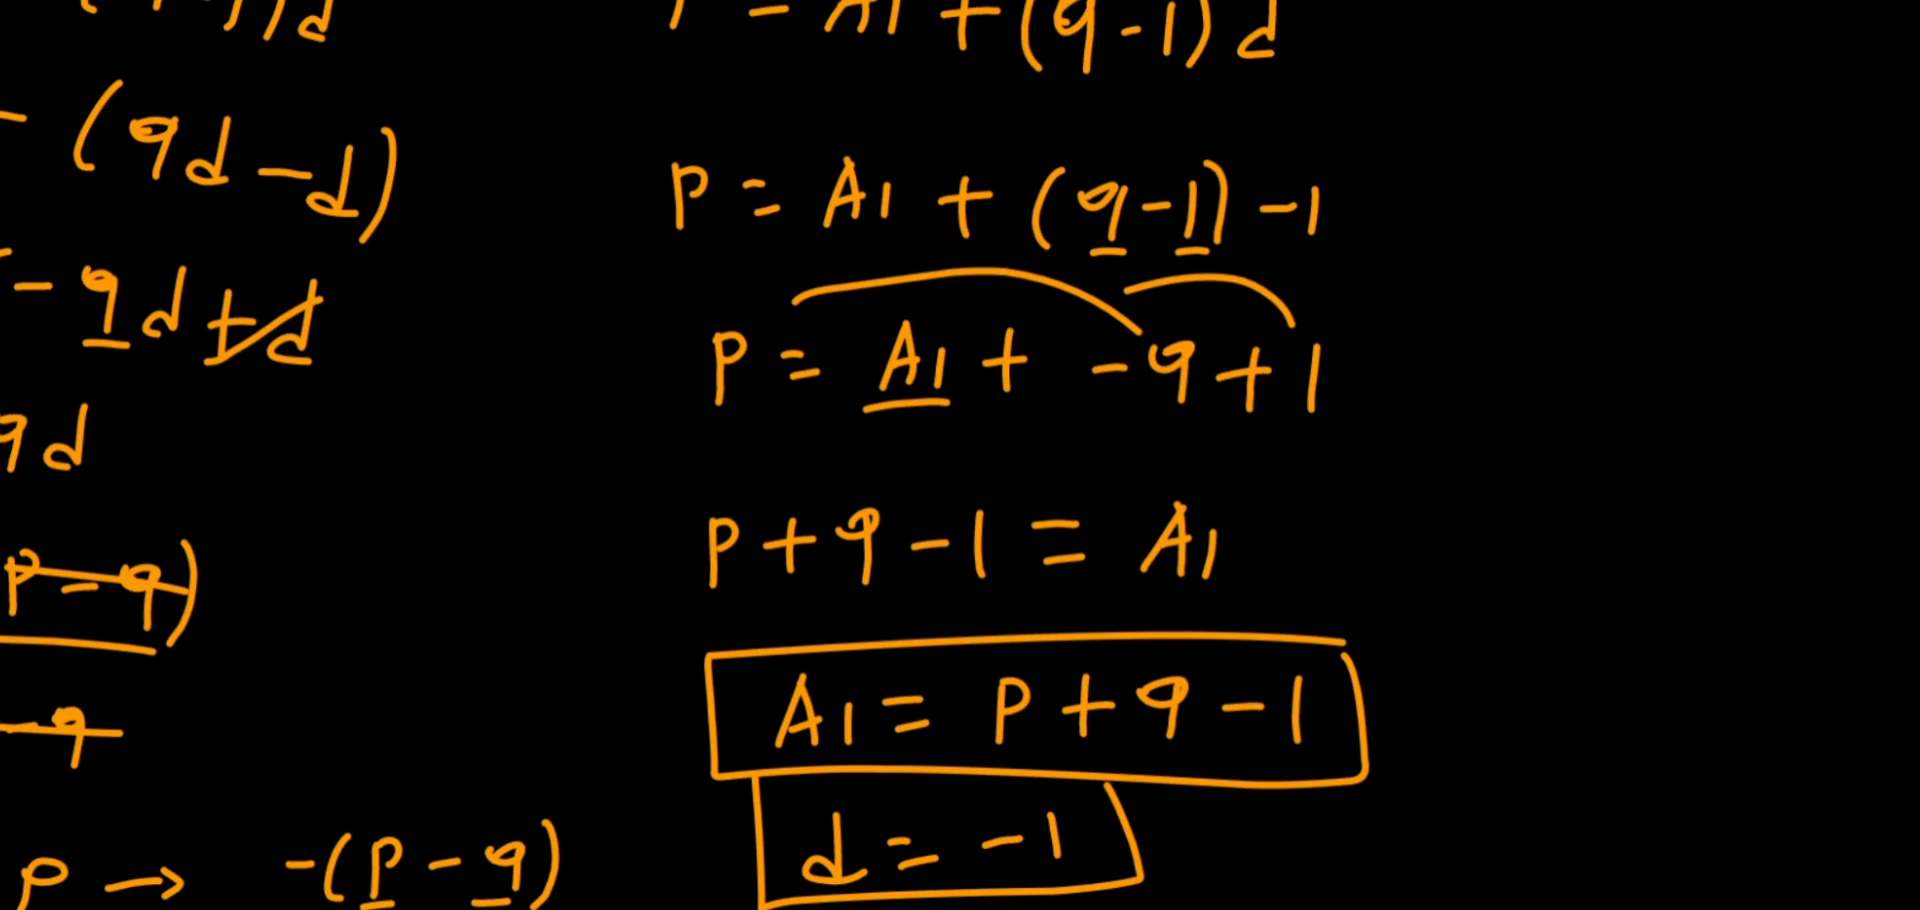 d
- (qd-d)
- qd+d
qd
p-q)
-q
p → -(p-q)
= A1 + (q-1)d
p = A1 + (q-1)-1
p = A1 + -q+1
p+q-1 = A1
A1 = p+q-1
d = -1